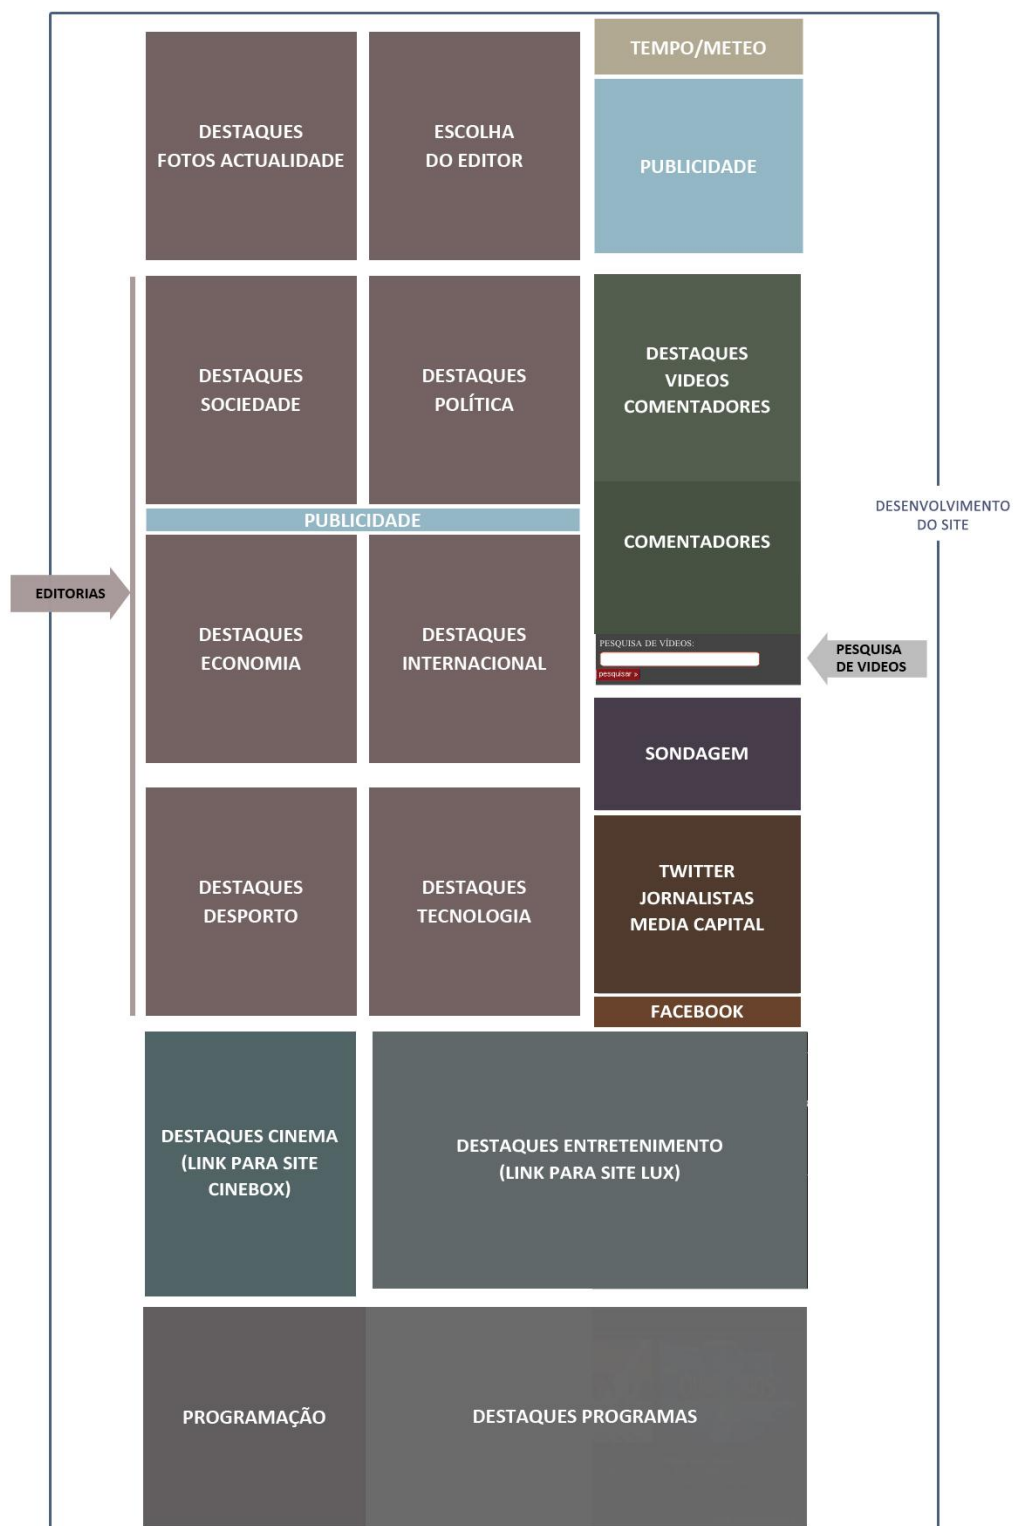 TEMPO/METEO
DESTAQUES
FOTOS ACTUALIDADE
ESCOLHA
DO EDITOR
PUBLICIDADE
DESTAQUES
SOCIEDADE
DESTAQUES
POLÍTICA
DESTAQUES
VIDEOS
COMENTADORES
PUBLICIDADE
COMENTADORES
DESENVOLVIMENTO
DO SITE
EDITORIAS
DESTAQUES
ECONOMIA
DESTAQUES
INTERNACIONAL
PESQUISA DE VÍDEOS:
pesquisar »
PESQUISA
DE VIDEOS
SONDAGEM
DESTAQUES
DESPORTO
DESTAQUES
TECNOLOGIA
TWITTER
JORNALISTAS
MEDIA CAPITAL
FACEBOOK
DESTAQUES CINEMA
(LINK PARA SITE
CINEBOX)
DESTAQUES ENTRETENIMENTO
(LINK PARA SITE LUX)
PROGRAMAÇÃO
DESTAQUES PROGRAMAS